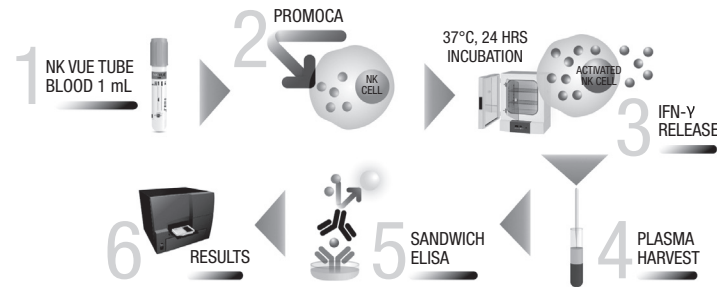 1
NK VUE TUBE
BLOOD 1 mL
2
PROMOCA
NK
CELL
37°C, 24 HRS
INCUBATION
ACTIVATED
NK CELL
3
IFN-γ
RELEASE
4
PLASMA
HARVEST
5
SANDWICH
ELISA
6
RESULTS